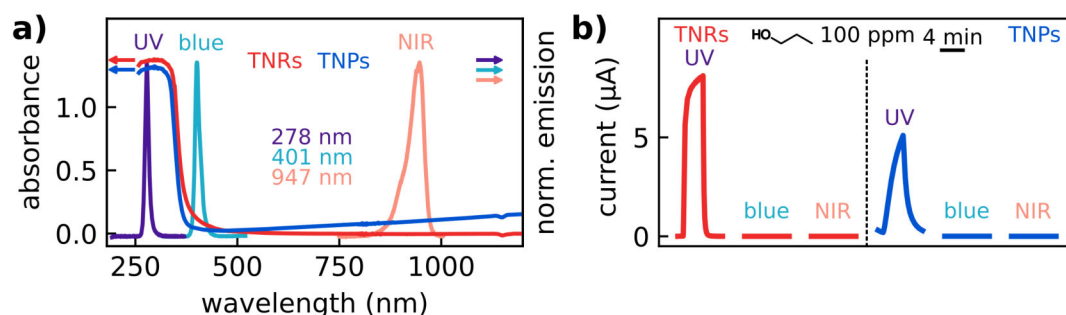 a)
UV blue NIR
TNRs TNPs
278 nm
401 nm
947 nm
absorbance
1.0
0.5
0.0
250 500 750 1000
wavelength (nm)
norm. emission
b)
TNRs HO 100 ppm 4 min TNPs
UV
UV
blue NIR blue NIR
current (μA)
5
0